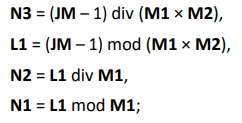 N3 = (JM – 1) div (M1 × M2),
L1 = (JM – 1) mod (M1 × M2),
N2 = L1 div M1,
N1 = L1 mod M1;